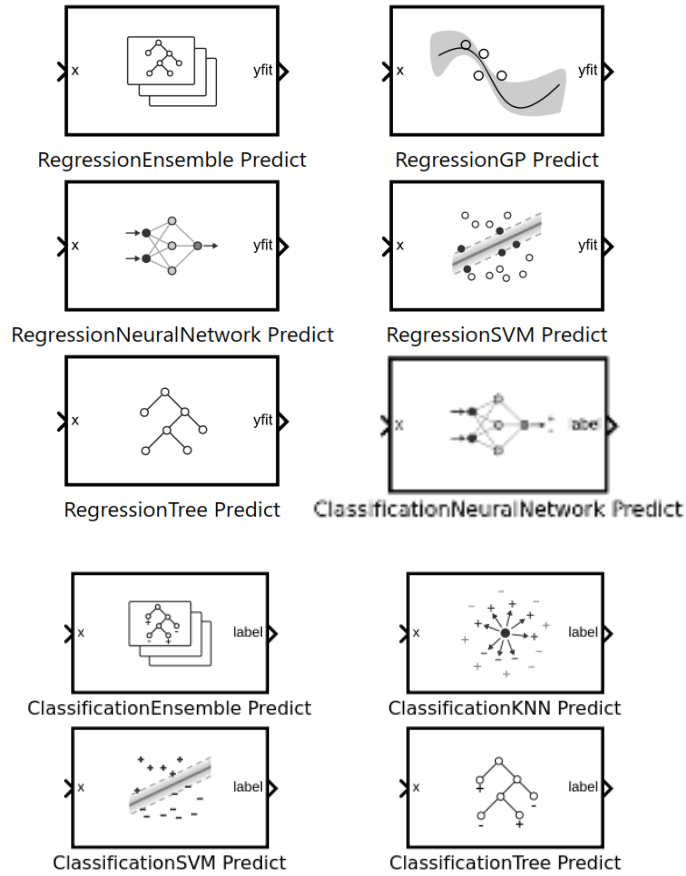 x yfit x yfit
RegressionEnsemble Predict RegressionGP Predict
x yfit x yfit
RegressionNeuralNetwork Predict RegressionSVM Predict
x yfit x abel
RegressionTree Predict ClassificationNeuralNetwork Predict
x label x label
ClassificationEnsemble Predict ClassificationKNN Predict
x label x label
ClassificationSVM Predict ClassificationTree Predict